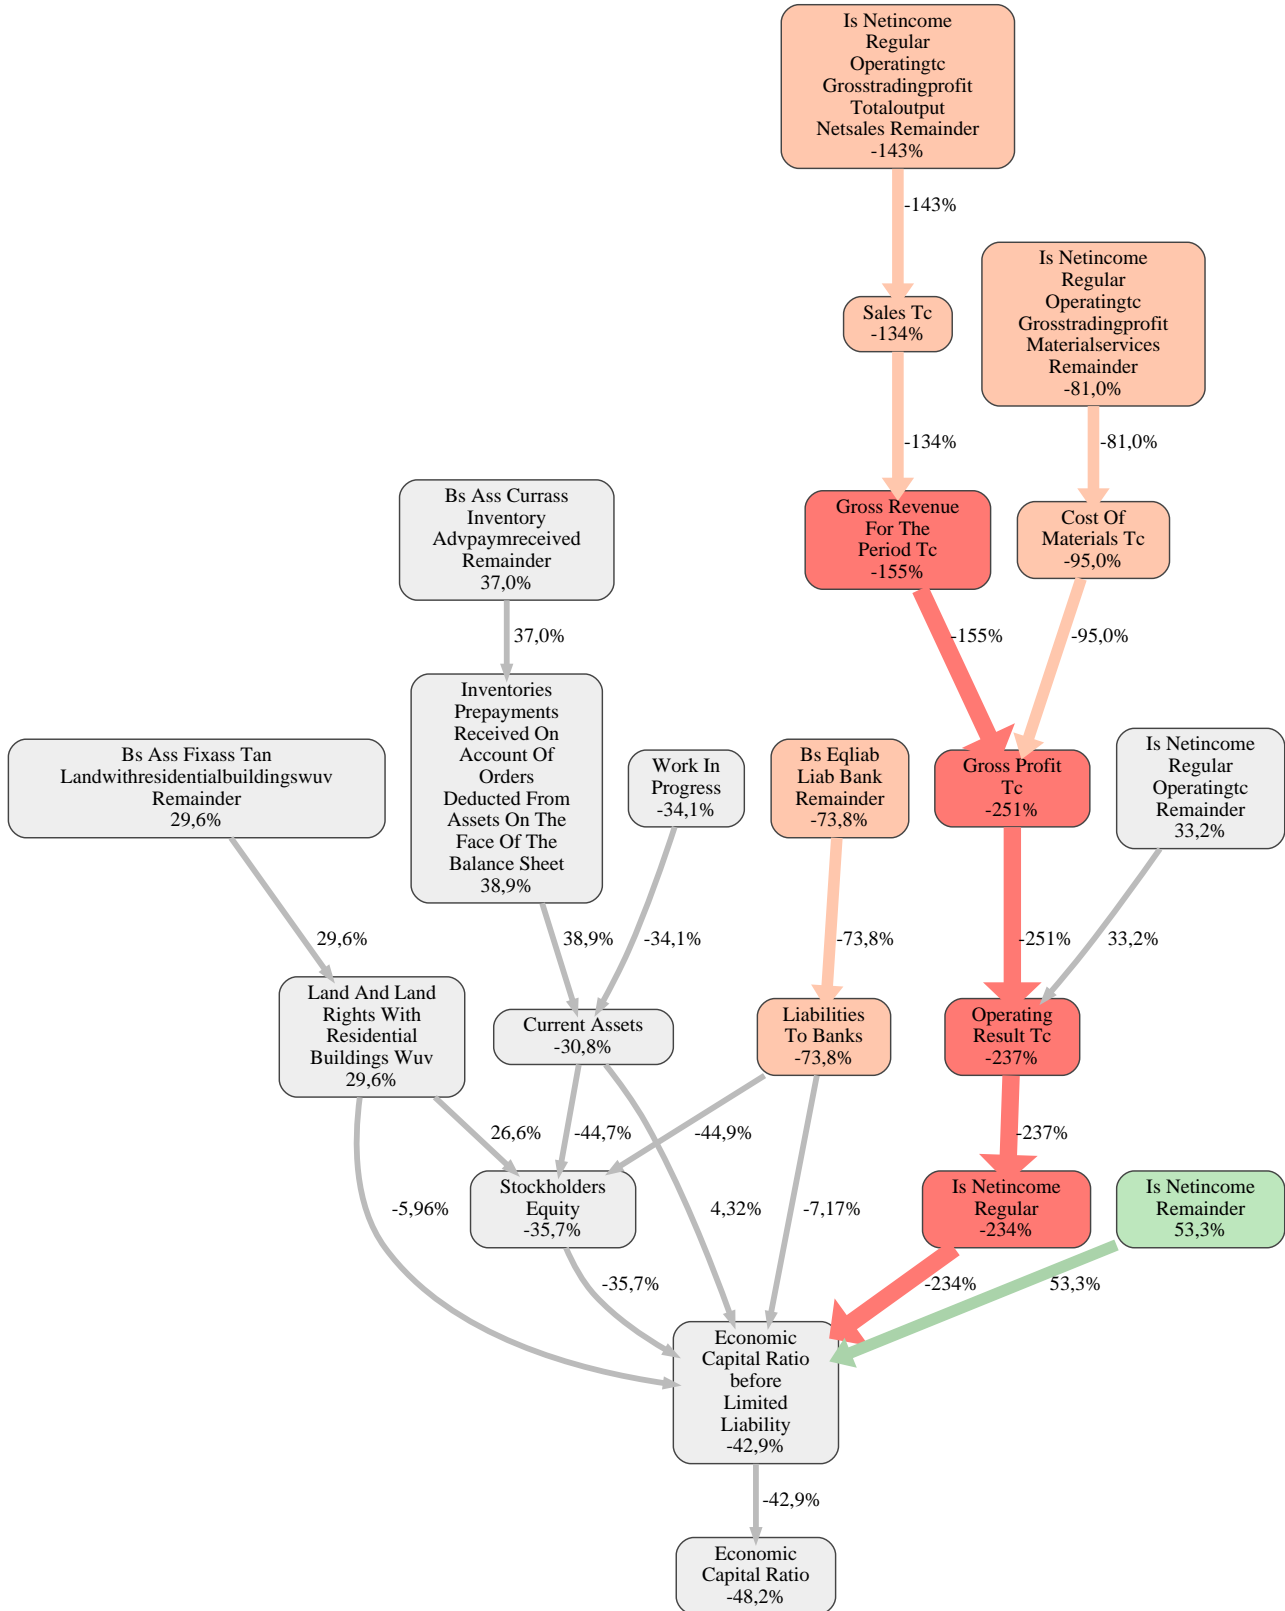 Is Netincome
Regular
Operatingtc
Grosstradingprofit
Totaloutput
Netsales Remainder
-143%
-143%
Is Netincome
Regular
Operatingtc
Grosstradingprofit
Materialservices
Remainder
-81,0%
Sales Tc
-134%
-134%
-81,0%
Bs Ass Currass
Inventory
Advpaymreceived
Remainder
37,0%
Gross Revenue
For The
Period Tc
-155%
Cost Of
Materials Tc
-95,0%
37,0%
-155%
-95,0%
Inventories
Prepayments
Received On
Account Of
Orders
Deducted From
Assets On The
Face Of The
Balance Sheet
38,9%
Bs Ass Fixass Tan
Landwithresidentialbuildingswuv
Remainder
29,6%
Work In
Progress
-34,1%
Bs Eqliab
Liab Bank
Remainder
-73,8%
Gross Profit
Tc
-251%
Is Netincome
Regular
Operatingtc
Remainder
33,2%
29,6%
38,9%
-34,1%
-73,8%
-251%
33,2%
Land And Land
Rights With
Residential
Buildings Wuv
29,6%
Current Assets
-30,8%
Liabilities
To Banks
-73,8%
Operating
Result Tc
-237%
26,6%
-44,7%
-44,9%
-237%
Stockholders
Equity
-35,7%
Is Netincome
Regular
-234%
Is Netincome
Remainder
53,3%
-5,96%
4,32%
-7,17%
-35,7%
-234%
53,3%
Economic
Capital Ratio
before
Limited
Liability
-42,9%
-42,9%
Economic
Capital Ratio
-48,2%